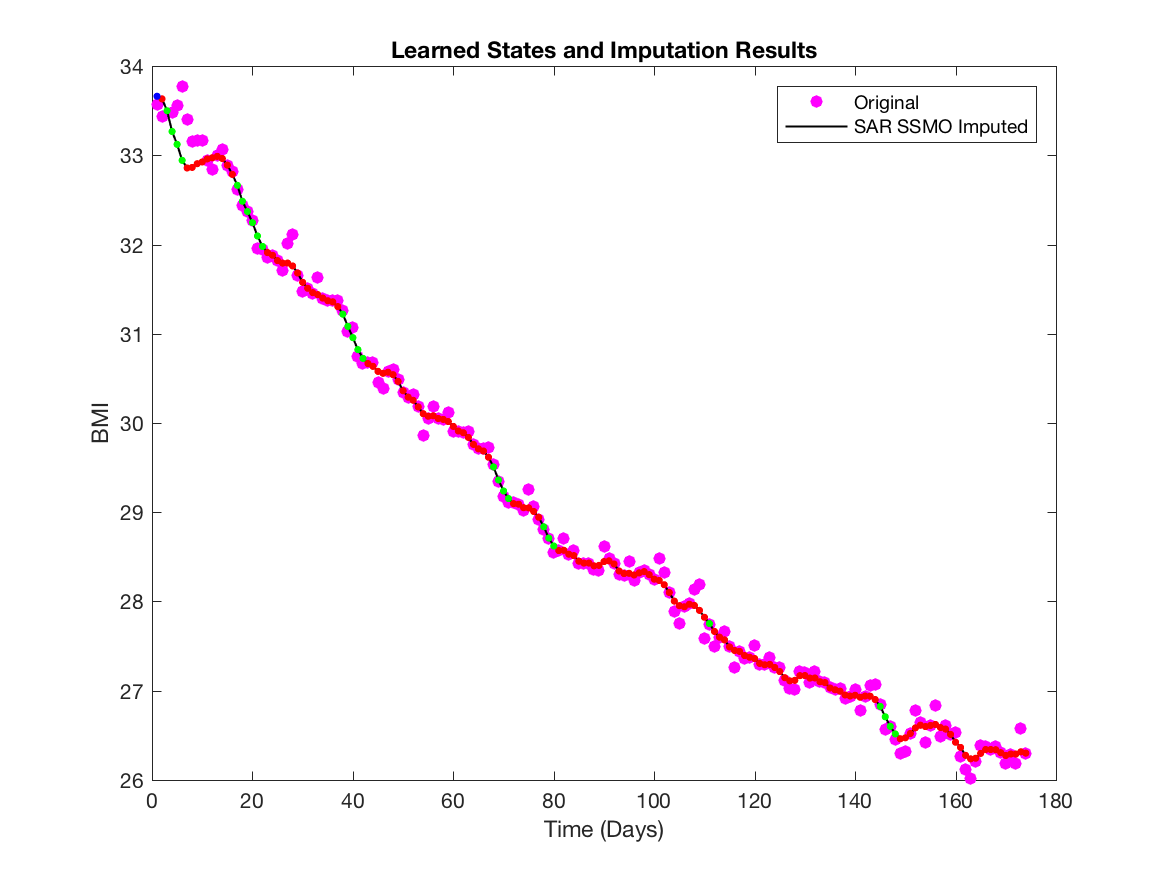 Learned States and Imputation Results
Original
SAR SSMO Imputed
BMI
34
33
32
31
30
29
28
27
26
0 20 40 60 80 100 120 140 160 180
Time (Days)